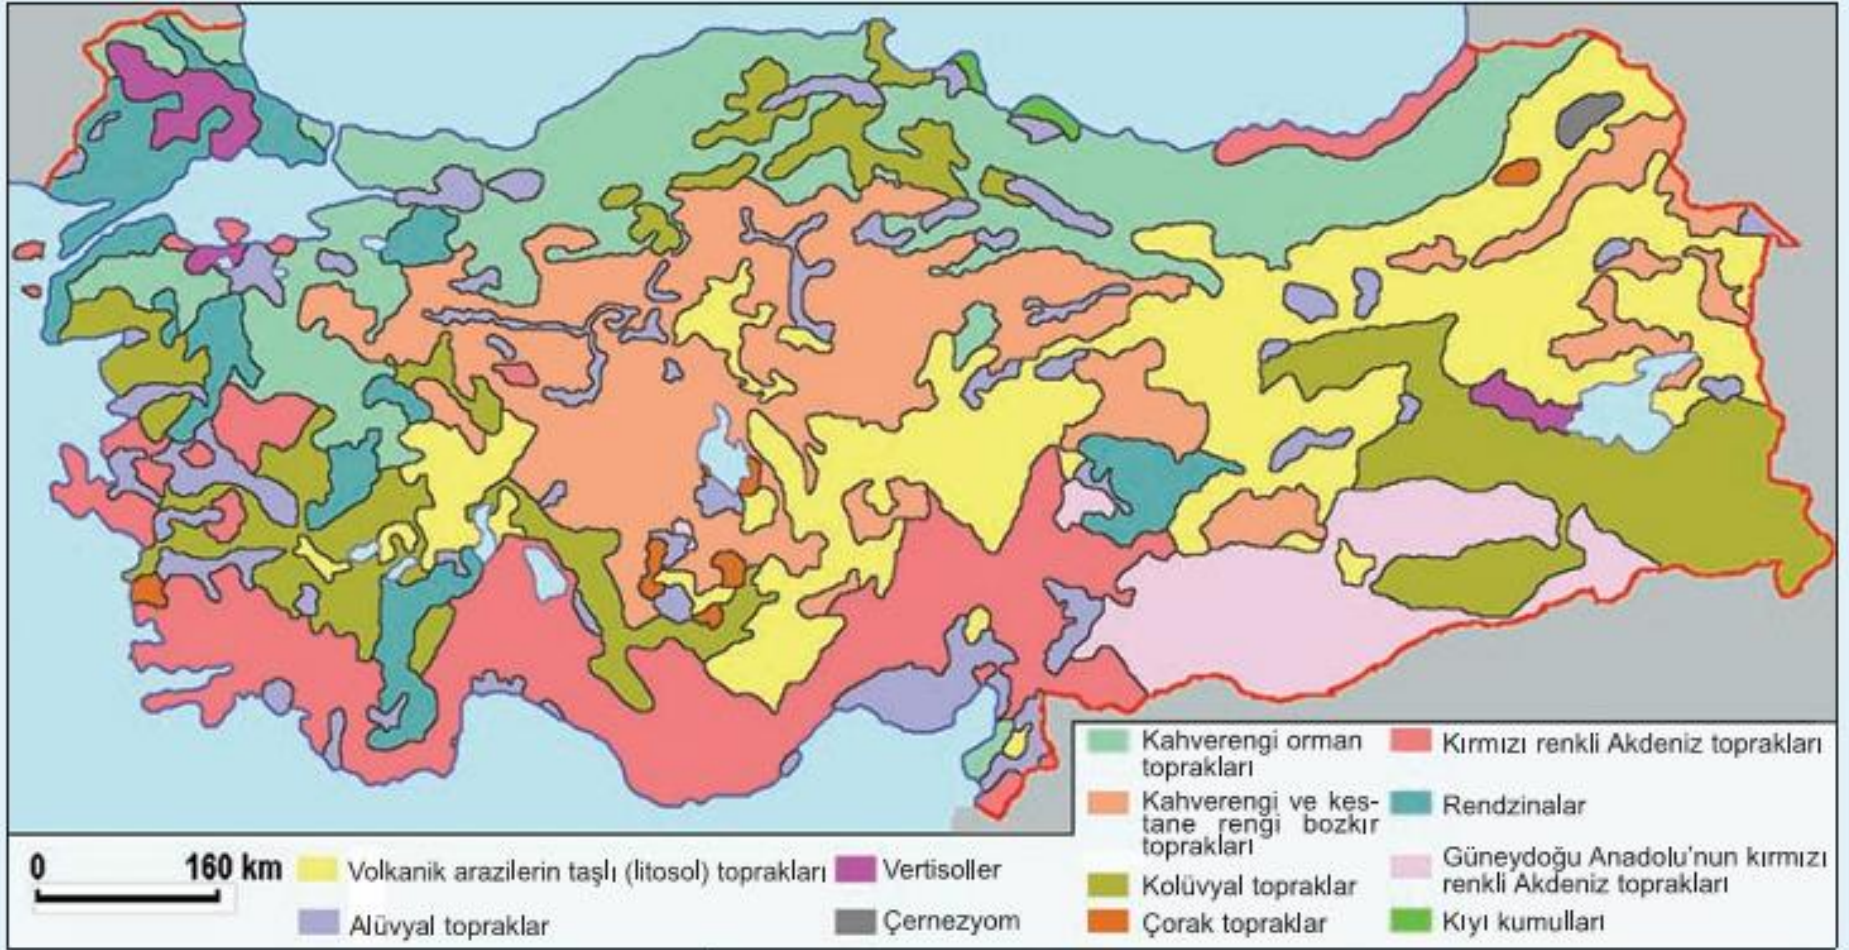 Kahverengi orman
toprakları
Kırmızı renkli Akdeniz toprakları
Kahverengi ve kes-
tane rengi bozkır
toprakları
Rendzinalar
0 160 km
Volkanik arazilerin taşlı (litosol) toprakları
Vertisoller
Kolüvyal topraklar
Güneydoğu Anadolu'nun kırmızı
renkli Akdeniz toprakları
Alüvyal topraklar
Çernezyom
Çorak topraklar
Kıyı kumulları